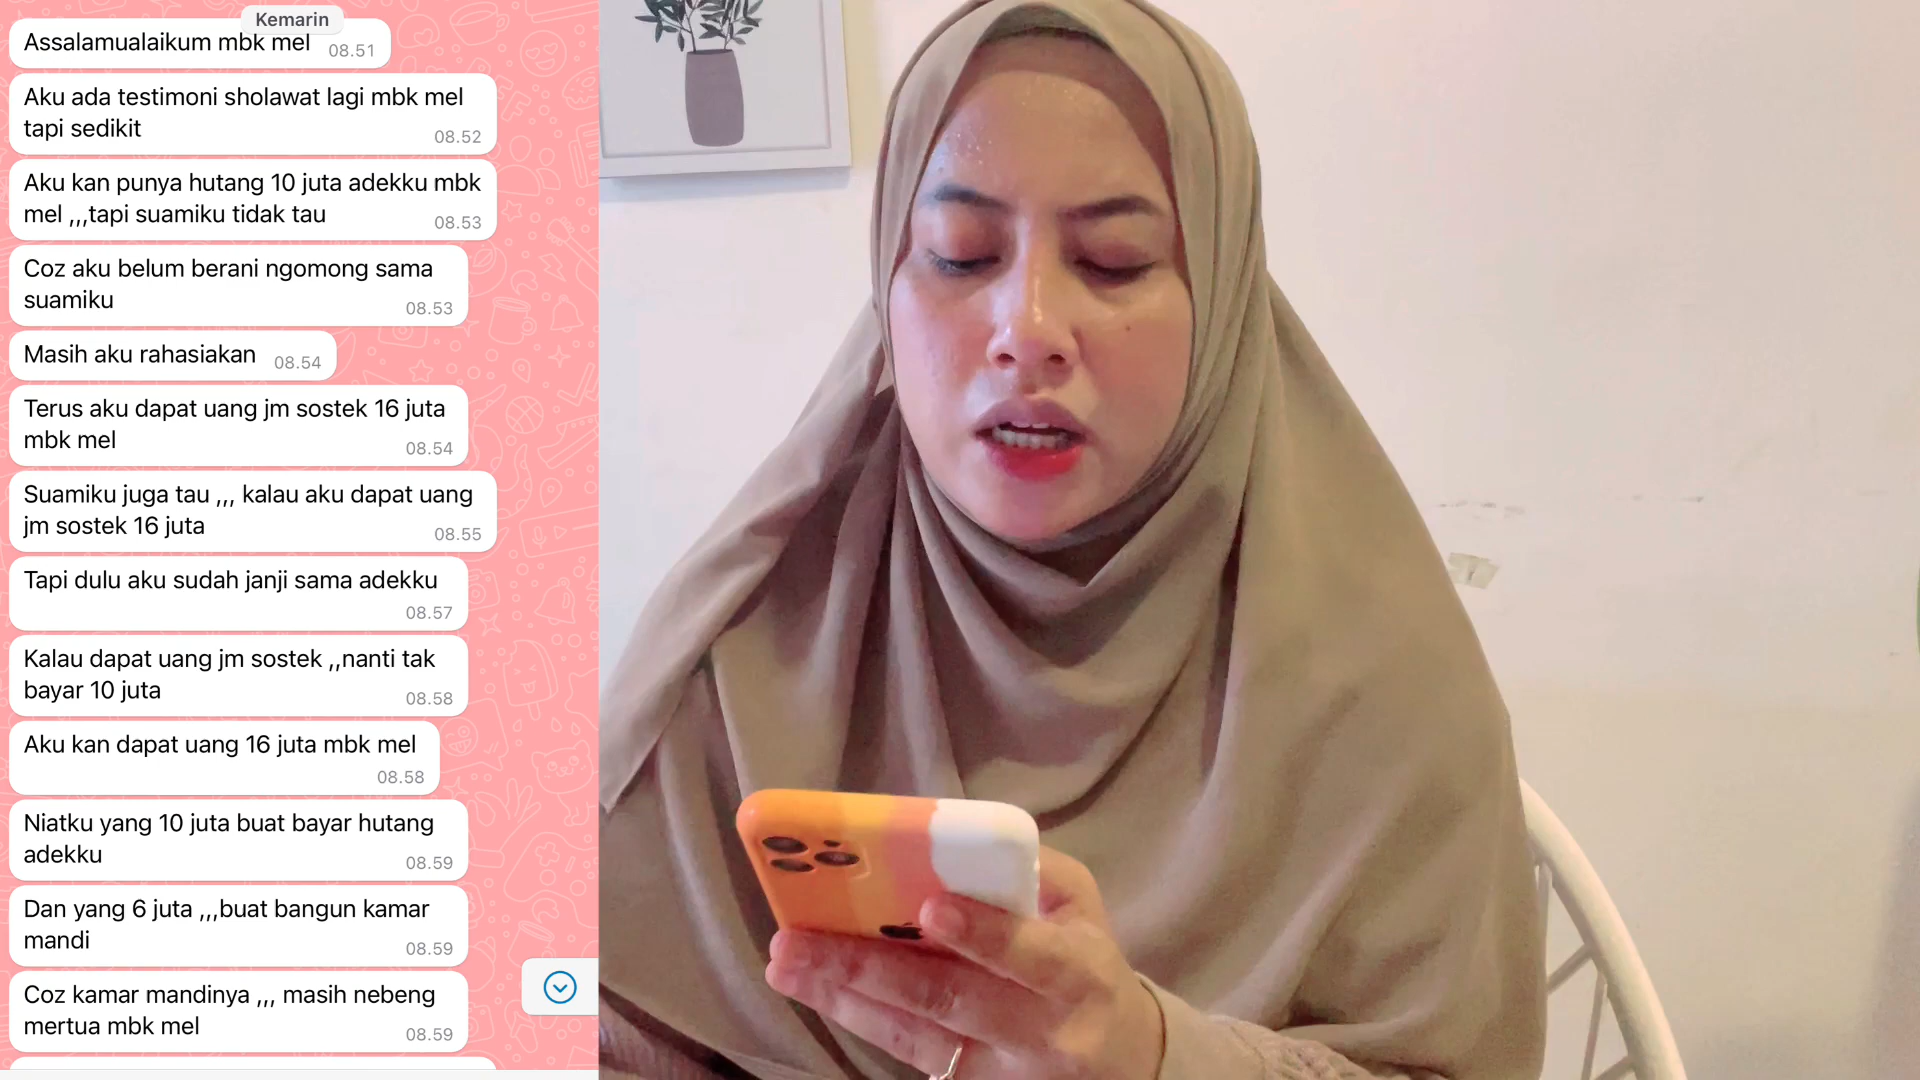 Kemarin
Assalamualaikum mbk mel 08.51
Aku ada testimoni sholawat lagi mbk mel
tapi sedikit 08.52
Aku kan punya hutang 10 juta adekku mbk
mel ,,,tapi suamiku tidak tau 08.53
Coz aku belum berani ngomong sama
suamiku 08.53
Masih aku rahasiakan 08.54
Terus aku dapat uang jm sostek 16 juta
mbk mel 08.54
Suamiku juga tau ,,, kalau aku dapat uang
jm sostek 16 juta 08.55
Tapi dulu aku sudah janji sama adekku
08.57
Kalau dapat uang jm sostek ,,nanti tak
bayar 10 juta 08.58
Aku kan dapat uang 16 juta mbk mel
08.58
Niatku yang 10 juta buat bayar hutang
adekku 08.59
Dan yang 6 juta ,,,buat bangun kamar
mandi 08.59
Coz kamar mandinya ,,, masih nebeng
mertua mbk mel 08.59